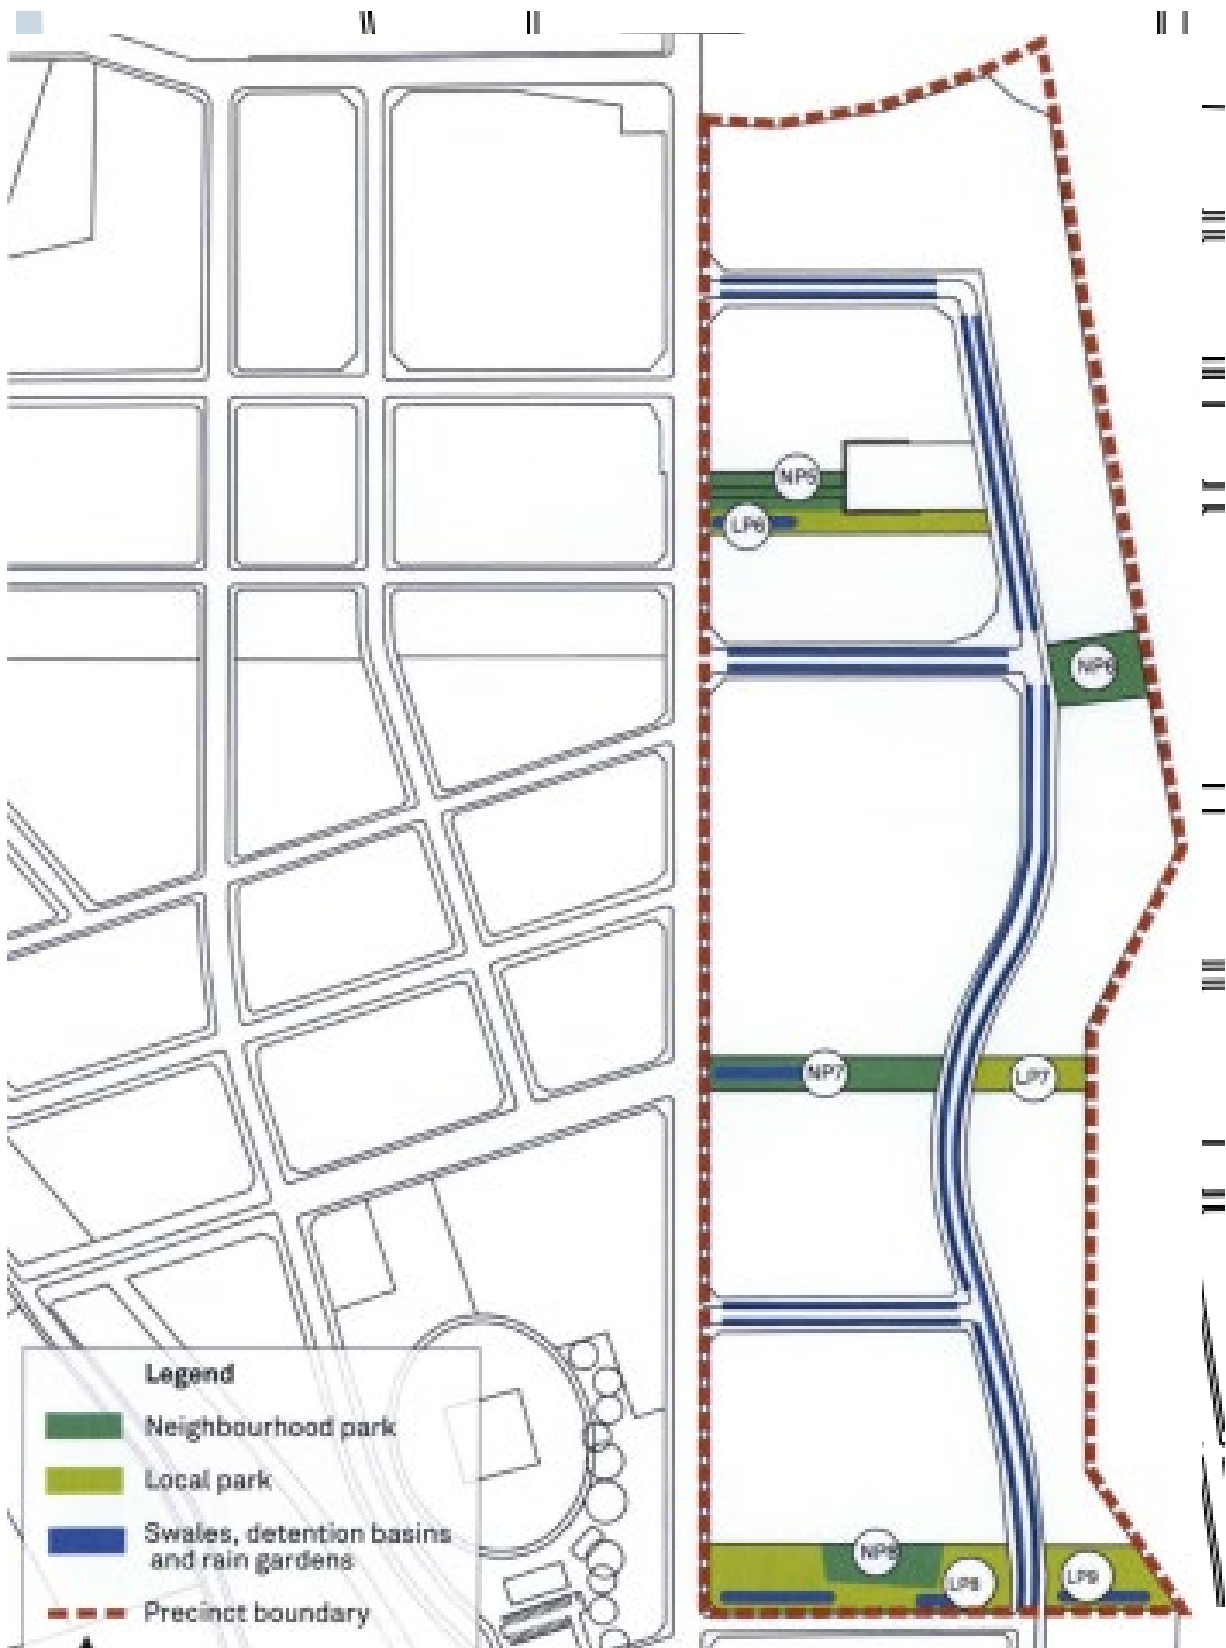 NP5
LP6
NP6
NP7
LP7
Legend
Neighbourhood park
Local park
Swales, detention basins
and rain gardens
Precinct boundary
NP8
LP8
LP9